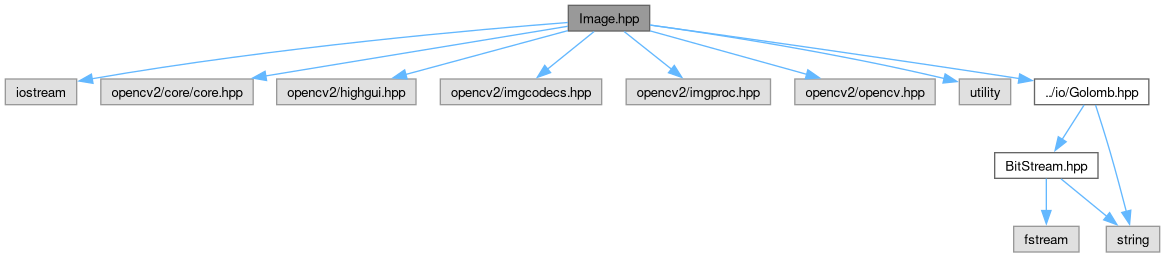 Image.hpp
iostream
opencv2/core/core.hpp
opencv2/highgui.hpp
opencv2/imgcodecs.hpp
opencv2/imgproc.hpp
opencv2/opencv.hpp
utility
../io/Golomb.hpp
BitStream.hpp
fstream
string